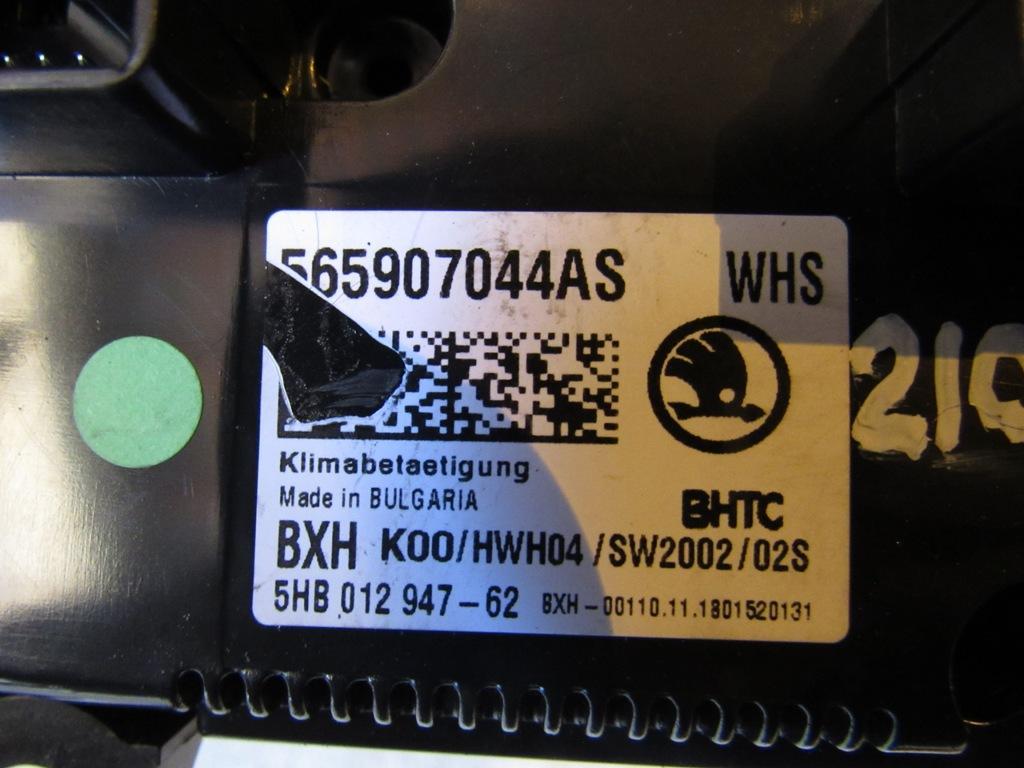 565907044AS WHS
Klimabetaetigung
Made in BULGARIA
BHTC
BXH K00/HWH04/SW2002/02S
5HB 012 947-62 BXH-00110.11.1801520131
210